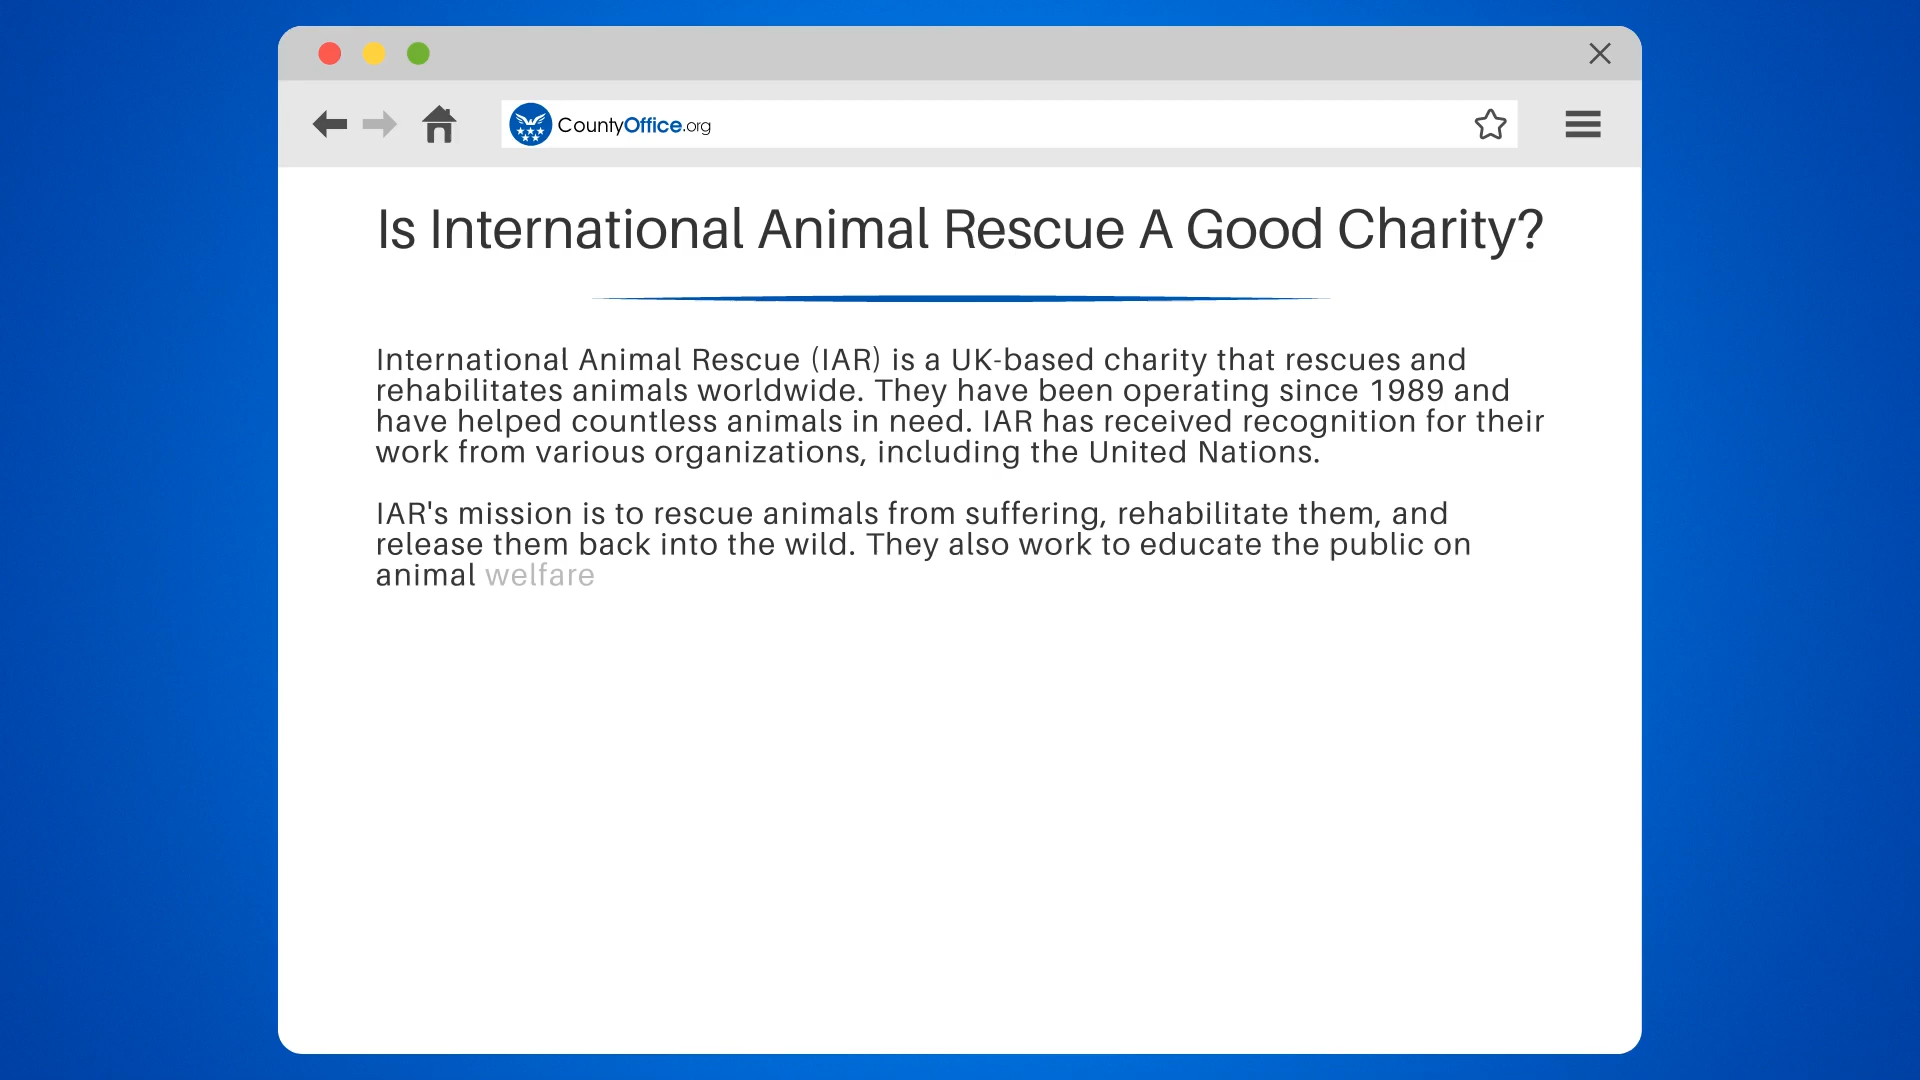 CountyOffice.org
Is International Animal Rescue A Good Charity?
International Animal Rescue (IAR) is a UK-based charity that rescues and
rehabilitates animals worldwide. They have been operating since 1989 and
have helped countless animals in need. IAR has received recognition for their
work from various organizations, including the United Nations.
IAR's mission is to rescue animals from suffering, rehabilitate them, and
release them back into the wild. They also work to educate the public on
animal welfare